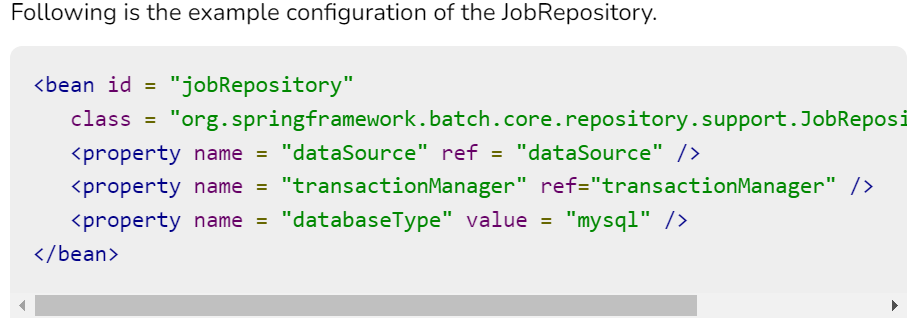 Following is the example configuration of the JobRepository.
<bean id = "jobRepository"
class = "org.springframework.batch.core.repository.support.JobReposi
<property name = "dataSource" ref = "dataSource" />
<property name = "transactionManager" ref="transactionManager" />
<property name = "databaseType" value = "mysql" />
</bean>